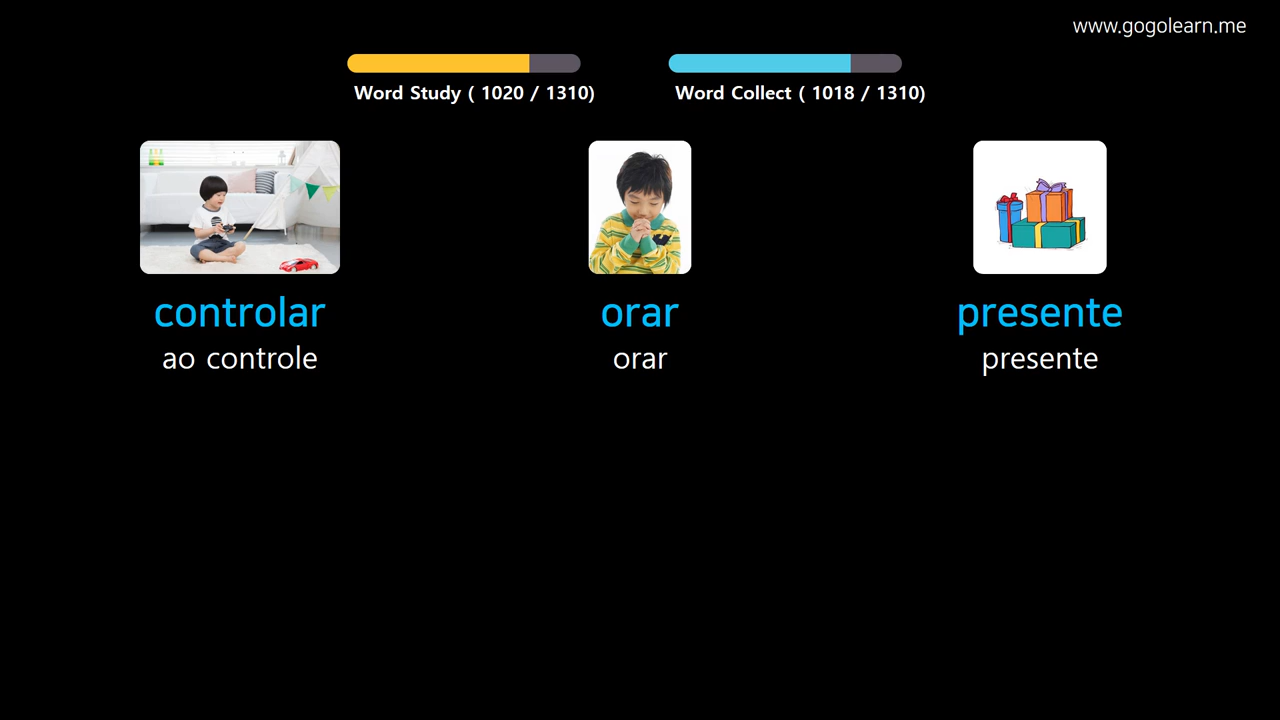 www.gogolearn.me
Word Study ( 1020 / 1310)
Word Collect ( 1018 / 1310)
controlar
ao controle
orar
orar
presente
presente